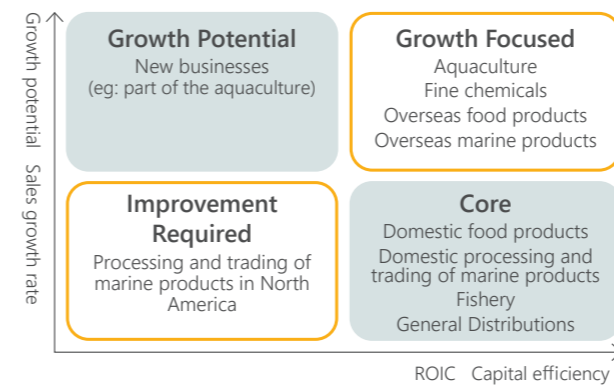 Growth potential Sales growth rate
Growth Potential
New businesses
(eg: part of the aquaculture)
Growth Focused
Aquaculture
Fine chemicals
Overseas food products
Overseas marine products
Improvement
Required
Processing and trading of
marine products in North
America
Core
Domestic food products
Domestic processing and
trading of marine products
Fishery
General Distributions
ROIC Capital efficiency